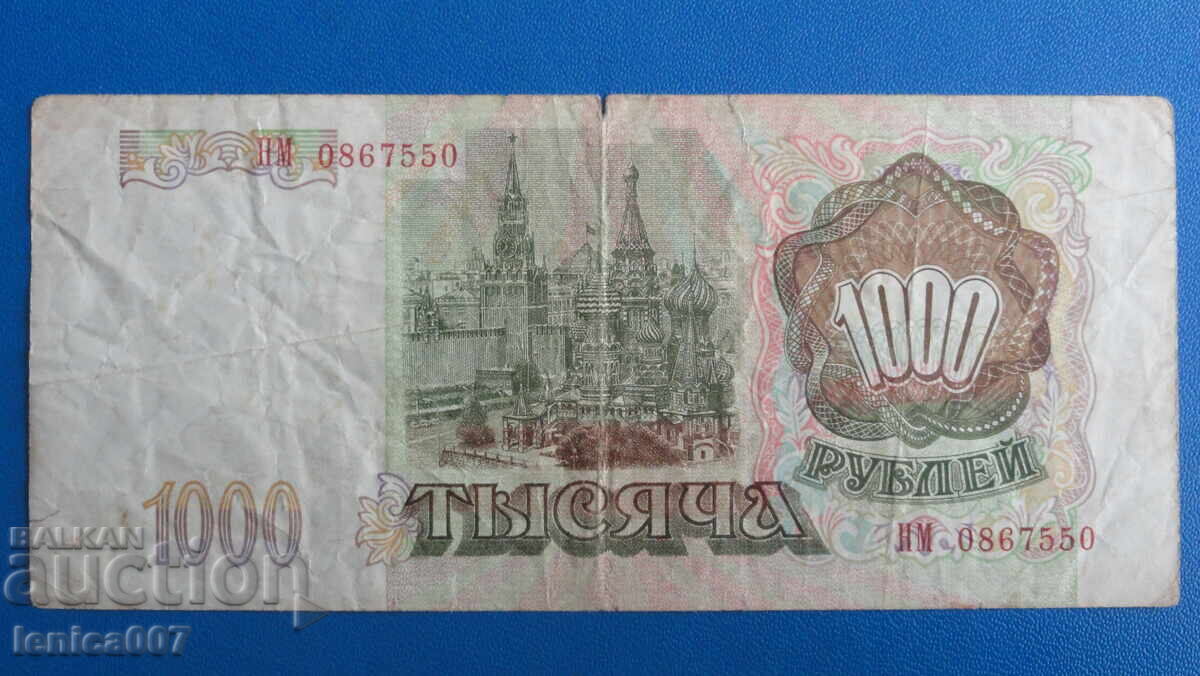 НМ 0867550
1000
РУБЛЕЙ
1000
ТЫСЯЧА
НМ 0867550
BALKAN
auction
lenica007